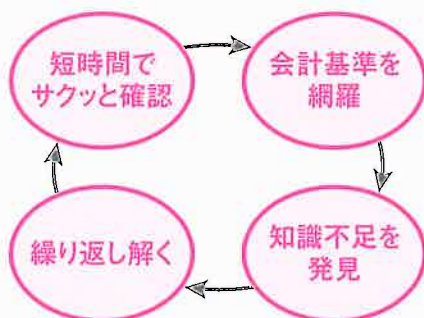 短時間で
サクッと確認
会計基準を
網羅
知識不足を
発見
繰り返し解く